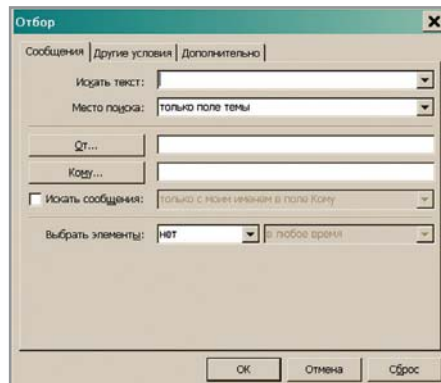 Отбор
Сообщения Другие условия Дополнительно
Искать текст:
Место поиска: только поле темы
От...
Кому...
Искать сообщения: только с моим именем в поле Кому
Выбрать элементы: нет в любое время
ОК Отмена Сброс